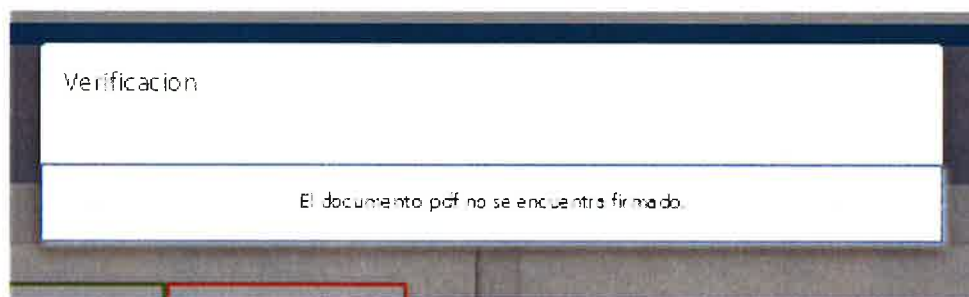 Verificacion
El documento pdf no se encuentra firmado.